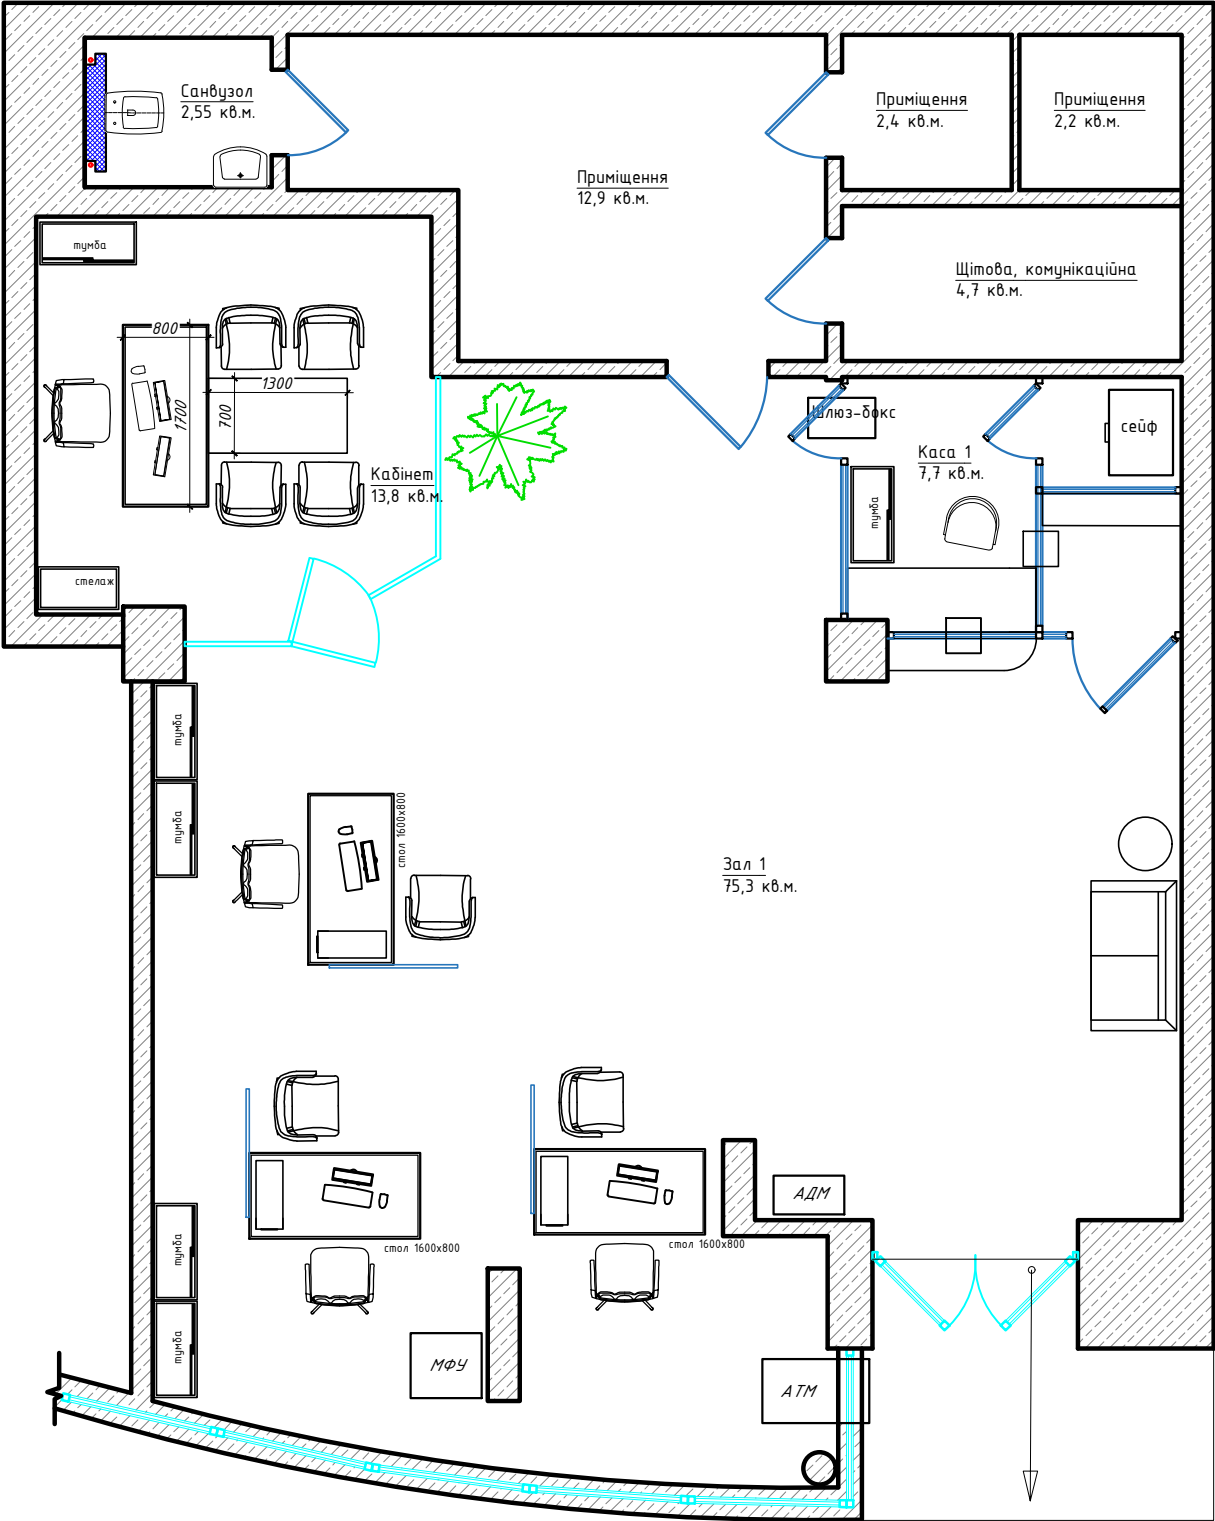 Санвузол
2,55 кв.м.
Приміщення
2,4 кв.м.
Приміщення
2,2 кв.м.
Приміщення
12,9 кв.м.
Щітова, комунікаційна
4,7 кв.м.
тумба
800
1300
1700
700
Кабінет
13,8 кв.м.
стелаж
Шлюз-бокс
сейф
Каса 1
7,7 кв.м.
тумба
тумба
тумба
стол 1600х800
Зал 1
75,3 кв.м.
АДМ
стол 1600х800
стол 1600х800
тумба
тумба
МФУ
АТМ